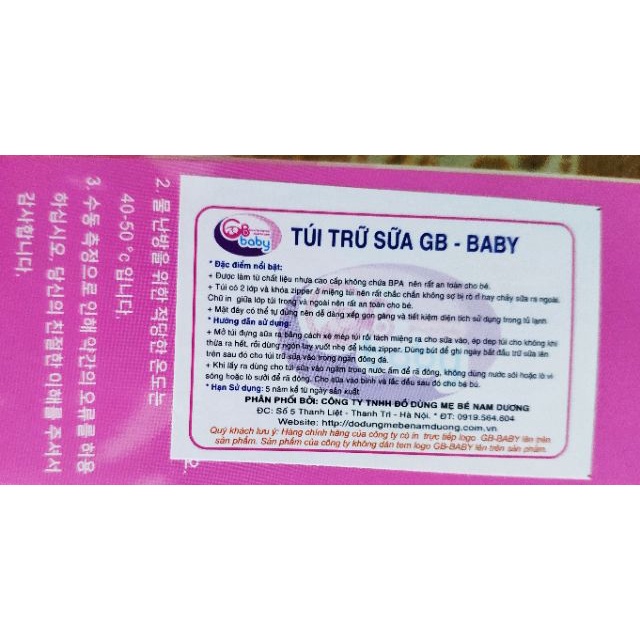 GB baby
TÚI TRỮ SỮA GB - BABY
* Đặc điểm nổi bật:
+ Được làm từ chất liệu nhựa cao cấp không chứa BPA nên rất an toàn cho bé.
+ Túi có 2 lớp và khóa zipper ở miệng túi nên rất chắc chắn không sợ bị rò rỉ hay chẩy sữa ra ngoài.
Chữ in giữa lớp túi trong và ngoài nên rất an toàn cho bé.
+ Mặt đáy có thể tự đứng nên dễ dàng xếp gọn gàng và tiết kiệm diện tích sử dụng trong tủ lạnh.
* Hướng dẫn sử dụng:
+ Mở túi đựng sữa ra bằng cách xé mép túi rồi tách miệng ra cho sữa vào, ép dẹp túi cho không khí
thừa ra hết, rồi dùng ngón tay vuốt nhẹ để khóa zipper. Dùng bút để ghi ngày bắt đầu trữ sữa lên
trên sau đó cho túi trữ sữa vào trong ngăn đông đá.
+ Khi lấy ra dùng cho túi sữa vào ngâm trong nước ấm để rã đông, không dùng nước sôi hoặc lò vi
sóng hoặc lò sưởi để rã đông. Cho sữa vào bình và lắc đều sau đó cho bé bú.
* Hạn Sử Dụng: 5 năm kể từ ngày sản xuất
PHÂN PHỐI BỞI: CÔNG TY TNHH ĐỒ DÙNG MẸ BÉ NAM DƯƠNG
ĐC: Số 5 Thanh Liệt - Thanh Trì - Hà Nội. * ĐT: 0919.564.604
Website: http://dodungmebenamduong.com.vn
Quý khách lưu ý: Hàng chính hãng của công ty có in trực tiếp logo GB-BABY lên trên
sản phẩm. Sản phẩm của công ty không dán tem logo GB-BABY lên trên sản phẩm.
2. 물 난방을 위한 적당한 온도는
40-50°c 입니다.
3. 수동 측정으로 인해 약간의 오류를 허용
하십시오. 당신의 친절한 이해를 주셔서
감사합니다.